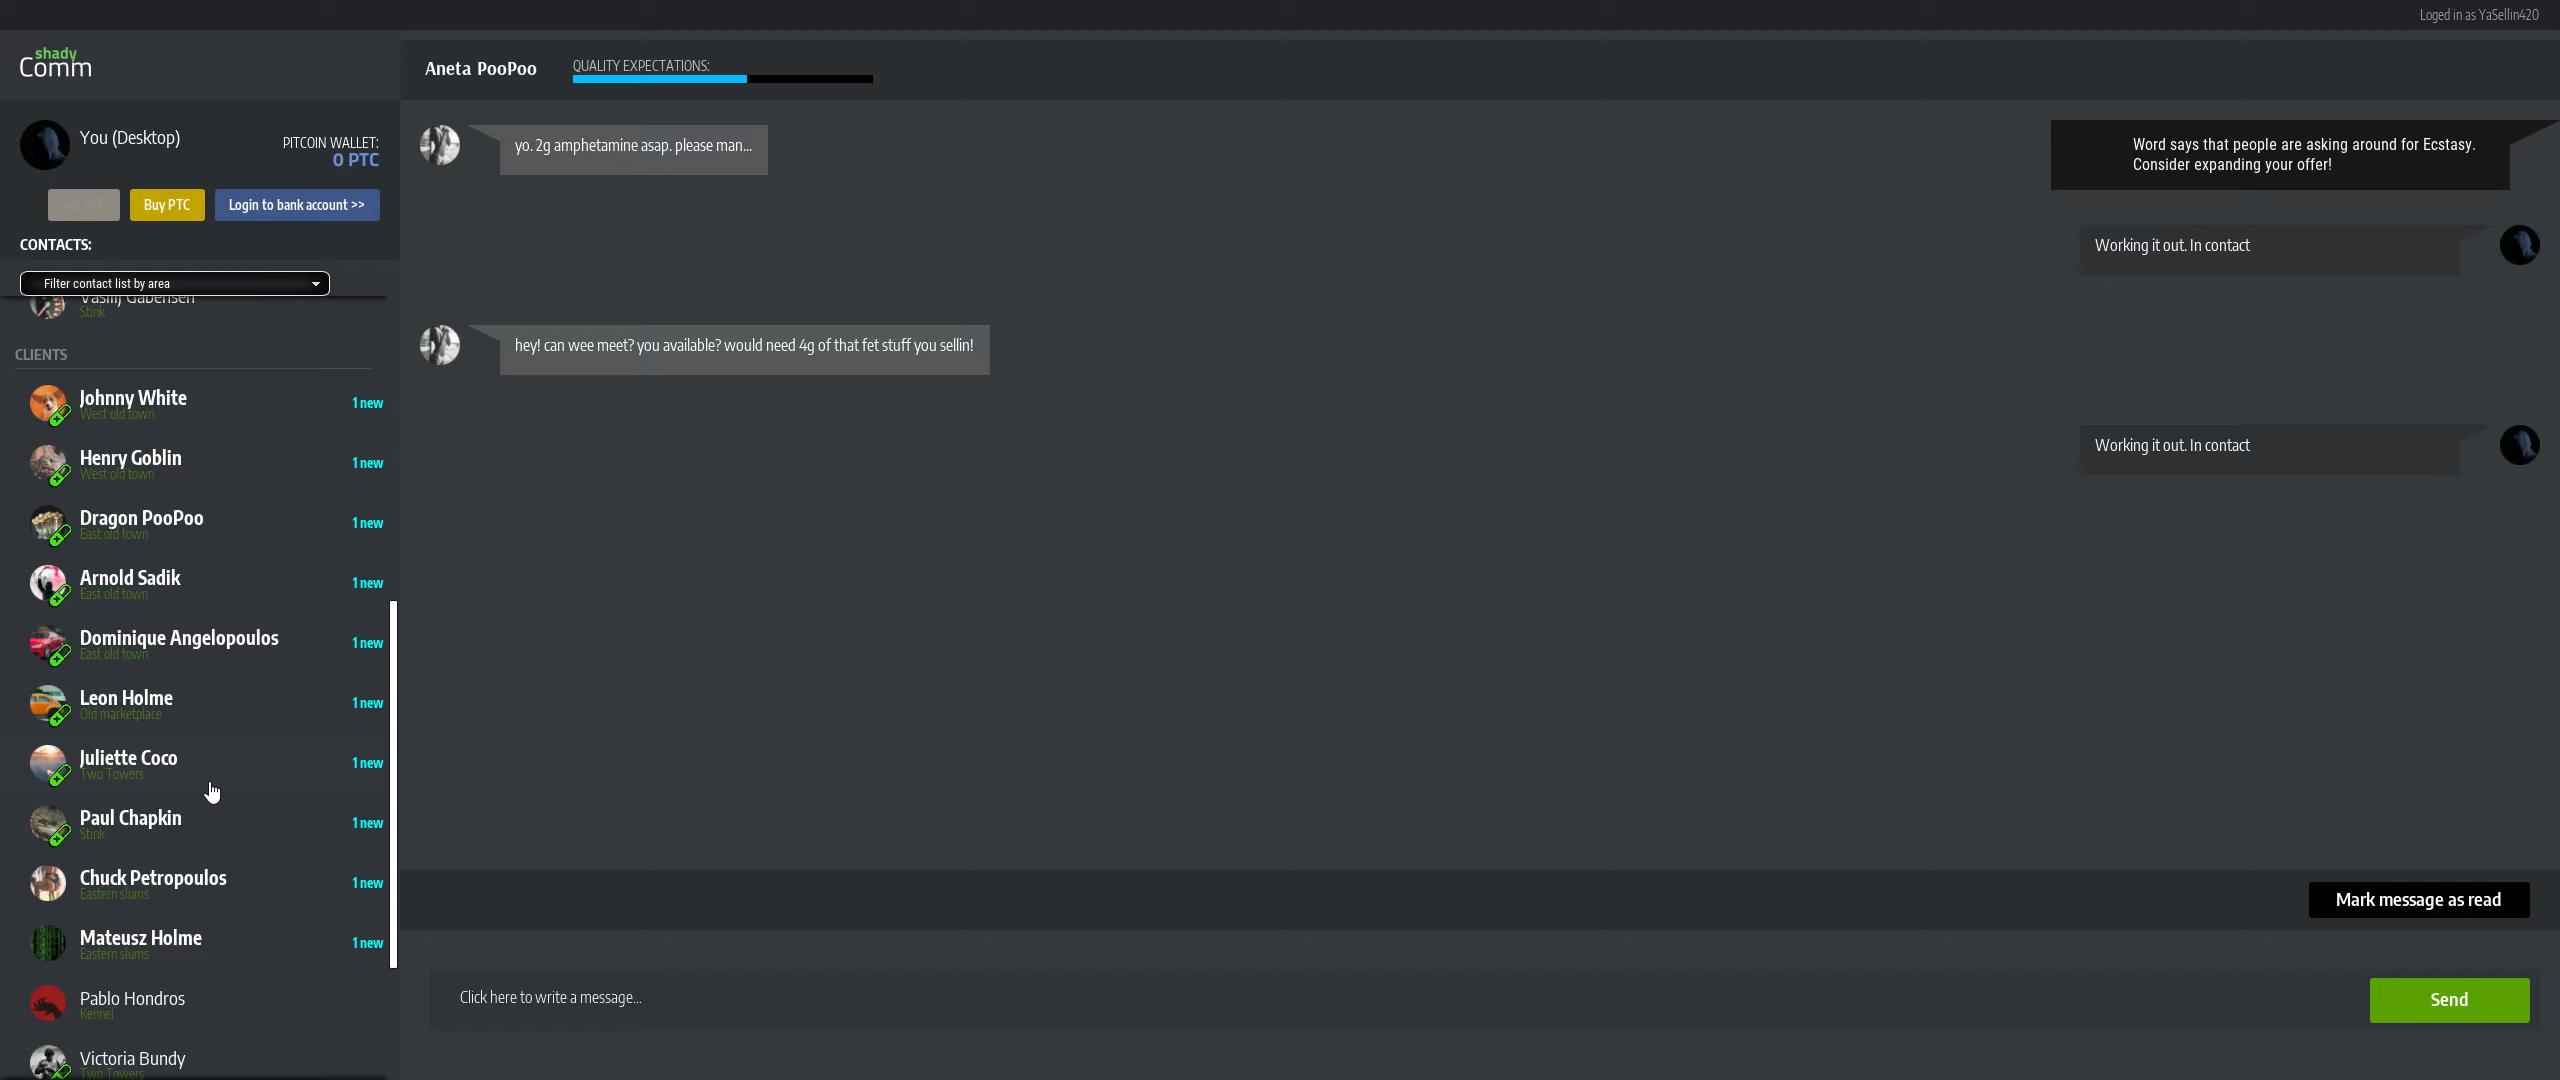 Loged in as YaSellin420
shady
Comm
You (Desktop)
PITCOIN WALLET:
0 PTC
Buy PTC
Login to bank account >>
CONTACTS:
Filter contact list by area
Vasilij Gabensen
Stink
CLIENTS
Johnny White
1 new
West old town
Henry Goblin
1 new
West old town
Dragon PooPoo
1 new
East old town
Arnold Sadik
1 new
East old town
Dominique Angelopoulos
1 new
East old town
Leon Holme
1 new
Old marketplace
Juliette Coco
1 new
Two Towers
Paul Chapkin
1 new
Stink
Chuck Petropoulos
1 new
Eastern slums
Mateusz Holme
1 new
Eastern slums
Pablo Hondros
Kennel
Victoria Bundy
Two Towers
Aneta PooPoo
QUALITY EXPECTATIONS:
yo. 2g amphetamine asap. please man...
Word says that people are asking around for Ecstasy.
Consider expanding your offer!
Working it out. In contact
hey! can wee meet? you available? would need 4g of that fet stuff you sellin!
Working it out. In contact
Mark message as read
Click here to write a message...
Send